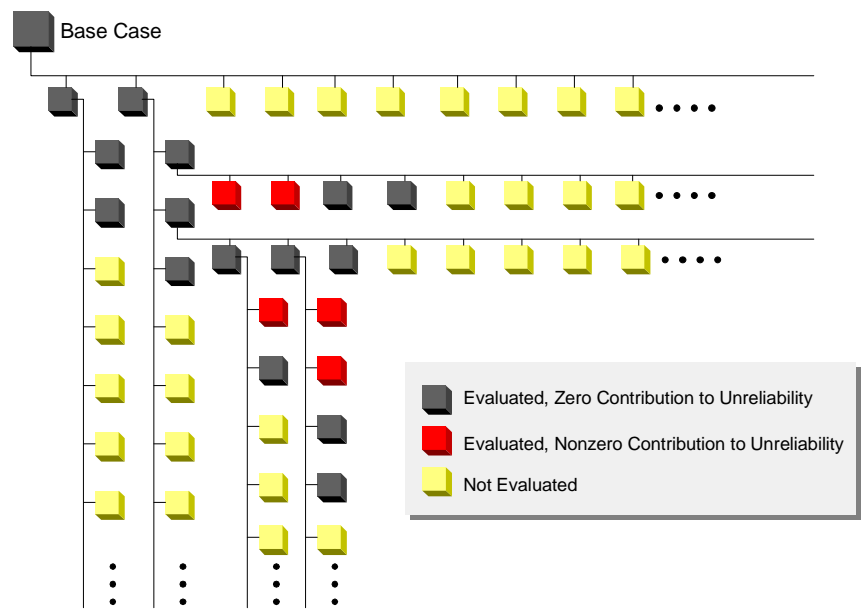 Base Case
Evaluated, Zero Contribution to Unreliability
Evaluated, Nonzero Contribution to Unreliability
Not Evaluated